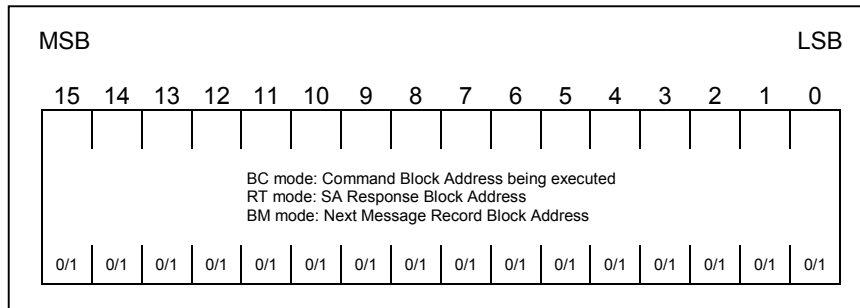 MSB LSB
15 14 13 12 11 10 9 8 7 6 5 4 3 2 1 0
BC mode: Command Block Address being executed
RT mode: SA Response Block Address
BM mode: Next Message Record Block Address
0/1 0/1 0/1 0/1 0/1 0/1 0/1 0/1 0/1 0/1 0/1 0/1 0/1 0/1 0/1 0/1